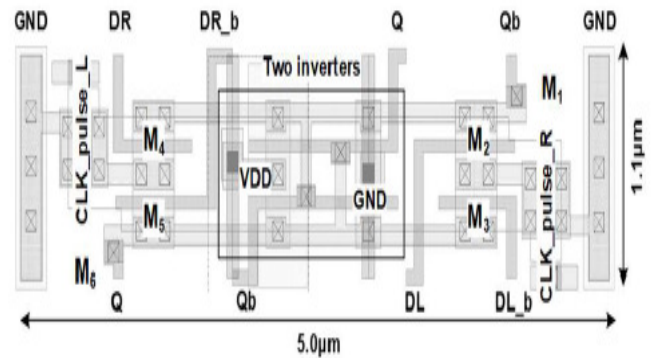 GND DR DR_b Q Qb GND
Two inverters
CLK_pulse_L
M1
M4
M2
VDD
GND
CLK_pulse_R
1.1μm
M5
M3
M6
Q Qb DL DL_b
5.0μm